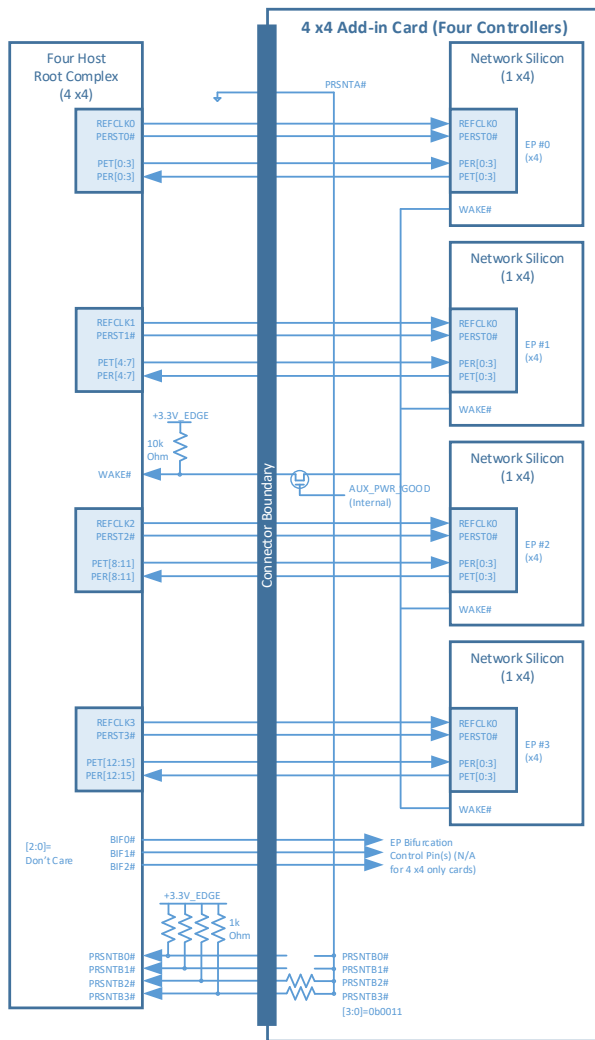 4 x4 Add-in Card (Four Controllers)
Four Host
Root Complex
(4 x4)
REFCLK0
PERST0#
PET[0:3]
PER[0:3]
PRSNTA#
Network Silicon
(1 x4)
REFCLK0
PERST0#
PER[0:3]
PET[0:3]
EP #0
(x4)
WAKE#
REFCLK1
PERST1#
PET[4:7]
PER[4:7]
Network Silicon
(1 x4)
REFCLK0
PERST0#
PER[0:3]
PET[0:3]
EP #1
(x4)
WAKE#
+3.3V_EDGE
10k
Ohm
WAKE#
Connector Boundary
AUX_PWR_GOOD
(Internal)
REFCLK2
PERST2#
PET[8:11]
PER[8:11]
Network Silicon
(1 x4)
REFCLK0
PERST0#
PER[0:3]
PET[0:3]
EP #2
(x4)
WAKE#
REFCLK3
PERST3#
PET[12:15]
PER[12:15]
Network Silicon
(1 x4)
REFCLK0
PERST0#
PER[0:3]
PET[0:3]
EP #3
(x4)
WAKE#
[2:0]=
Don't Care
BIF0#
BIF1#
BIF2#
EP Bifurcation
Control Pin(s) (N/A
for 4 x4 only cards)
+3.3V_EDGE
1k
Ohm
PRSNTB0#
PRSNTB1#
PRSNTB2#
PRSNTB3#
PRSNTB0#
PRSNTB1#
PRSNTB2#
PRSNTB3#
[3:0]=0b0011